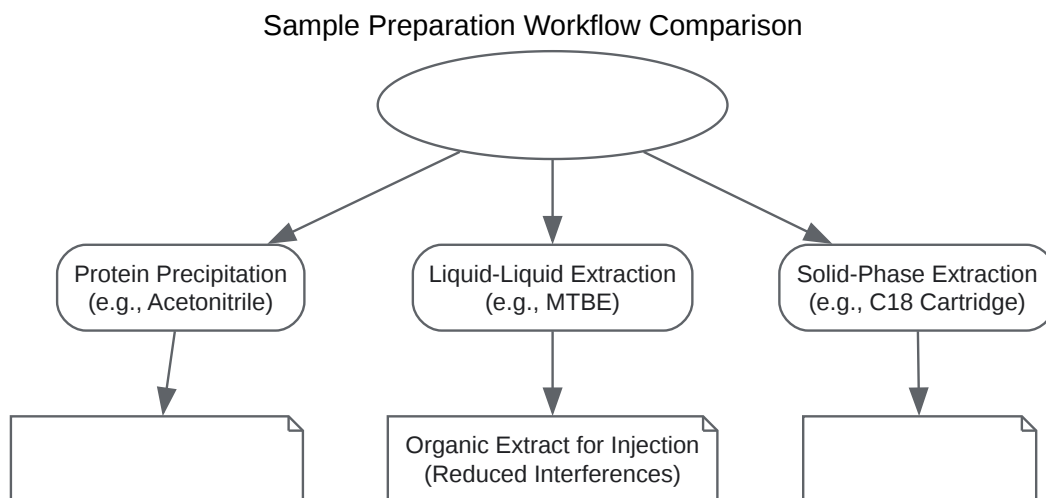 Sample Preparation Workflow Comparison
Protein Precipitation
(e.g., Acetonitrile)
Liquid-Liquid Extraction
(e.g., MTBE)
Solid-Phase Extraction
(e.g., C18 Cartridge)
Organic Extract for Injection
(Reduced Interferences)